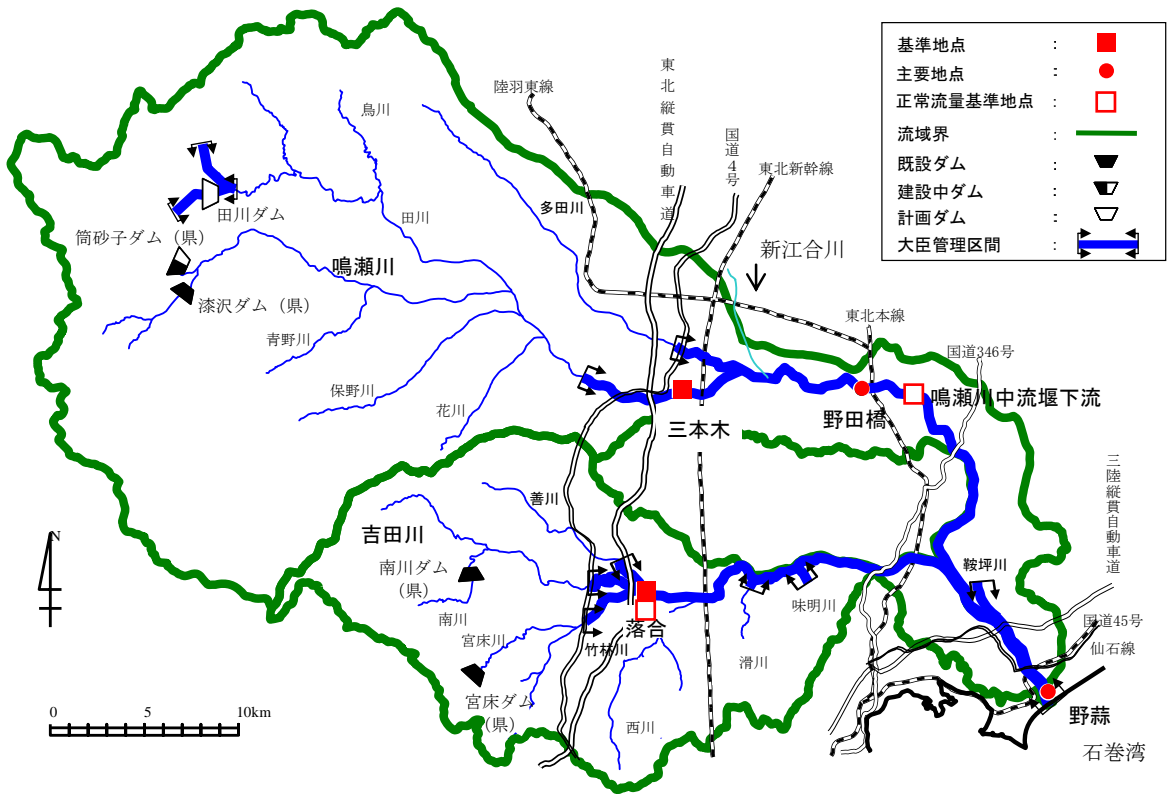 基準地点 :
主要地点 :
正常流量基準地点 :
流域界 :
既設ダム :
建設中ダム :
計画ダム :
大臣管理区間 :
陸羽東線
東北縦貫自動車道
国道4号
東北新幹線
鳥川
多田川
田川
田川ダム
筒砂子ダム（県）
新江合川
鳴瀬川
漆沢ダム（県）
東北本線
国道346号
青野川
保野川
花川
三本木
野田橋
鳴瀬川中流堰下流
三陸縦貫自動車道
善川
吉田川
南川ダム
（県）
南川
宮床川
竹林川
落合
宮床ダム
（県）
西川
滑川
味明川
鞍坪川
国道45号
仙石線
野蒜
石巻湾
N
0 5 10km